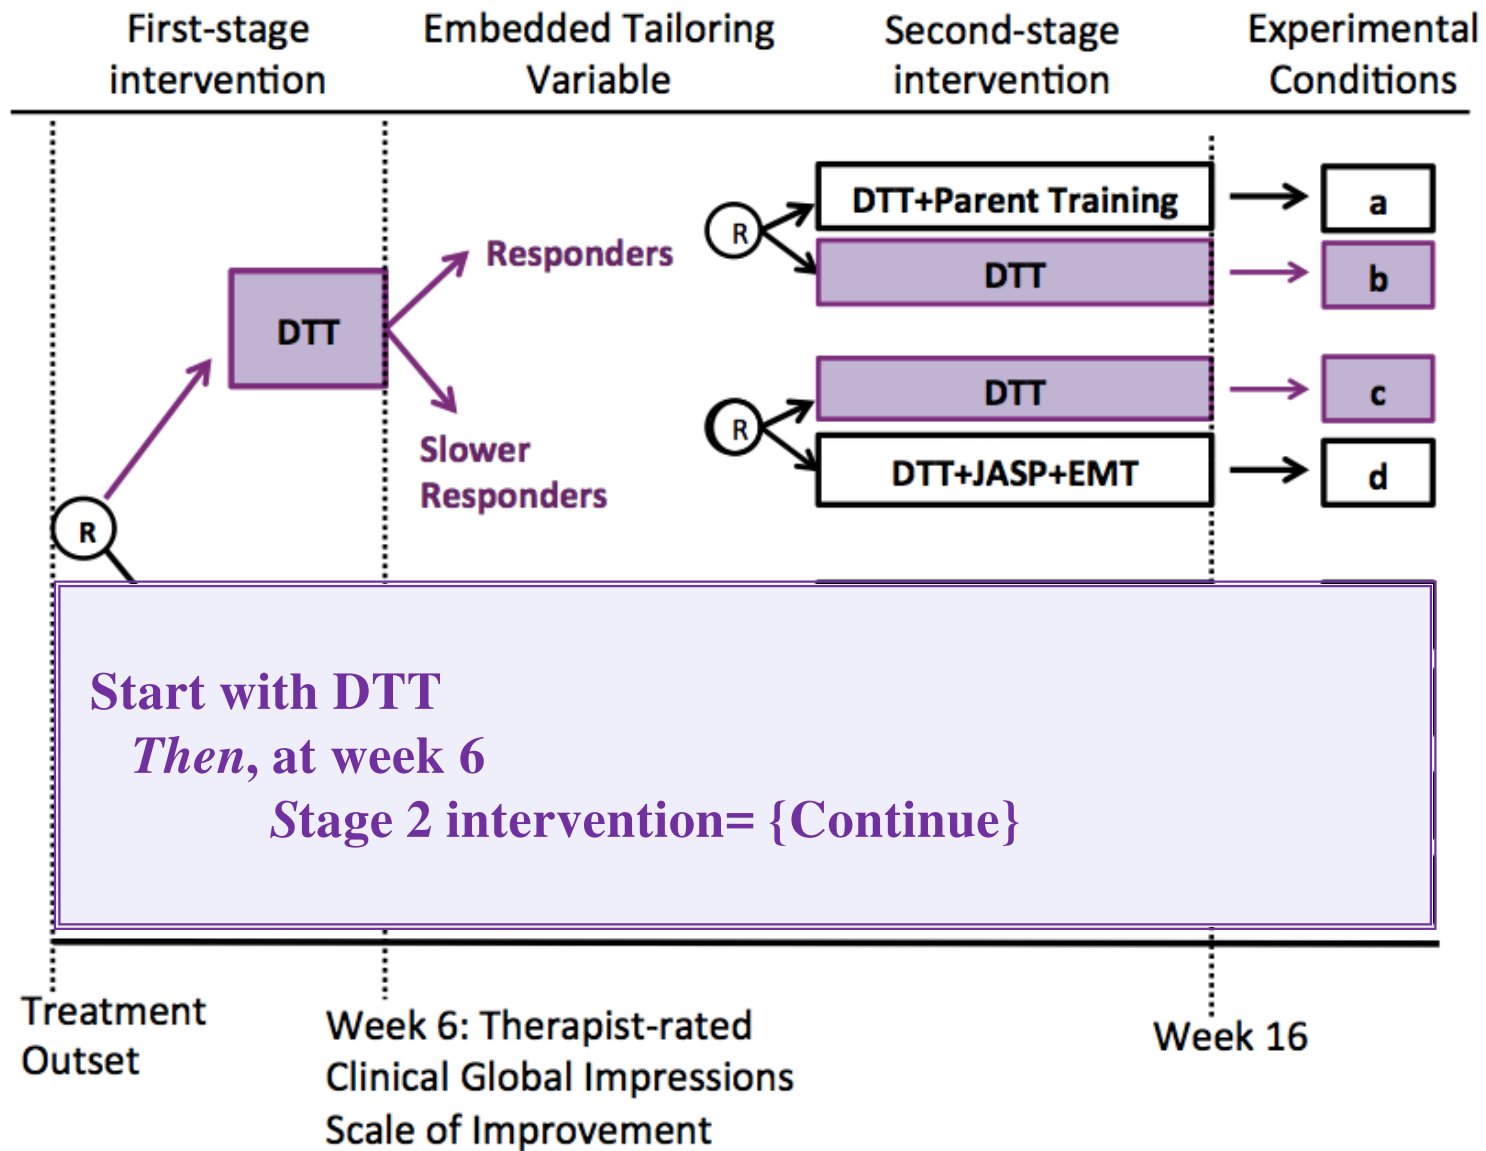 First-stage
intervention
Embedded Tailoring
Variable
Second-stage
intervention
Experimental
Conditions
DTT+Parent Training
a
R
Responders
DTT
b
DTT
DTT
c
Slower
Responders
R
DTT+JASP+EMT
d
R
Start with DTT
Then, at week 6
Stage 2 intervention= {Continue}
Treatment
Outset
Week 6: Therapist-rated
Clinical Global Impressions
Scale of Improvement
Week 16